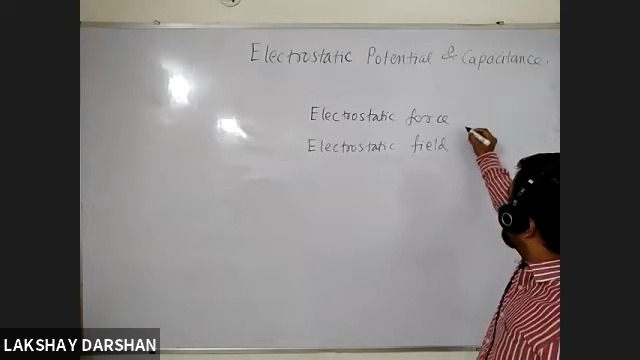 Electrostatic Potential & Capacitance.
Electrostatic force
Electrostatic field
LAKSHAY DARSHAN